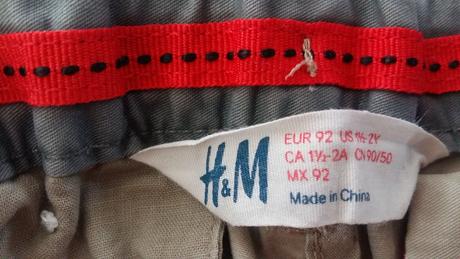 H&M
EUR 92 US 1½-2Y
CA 1½-2A CN 90/50
MX 92
Made in China